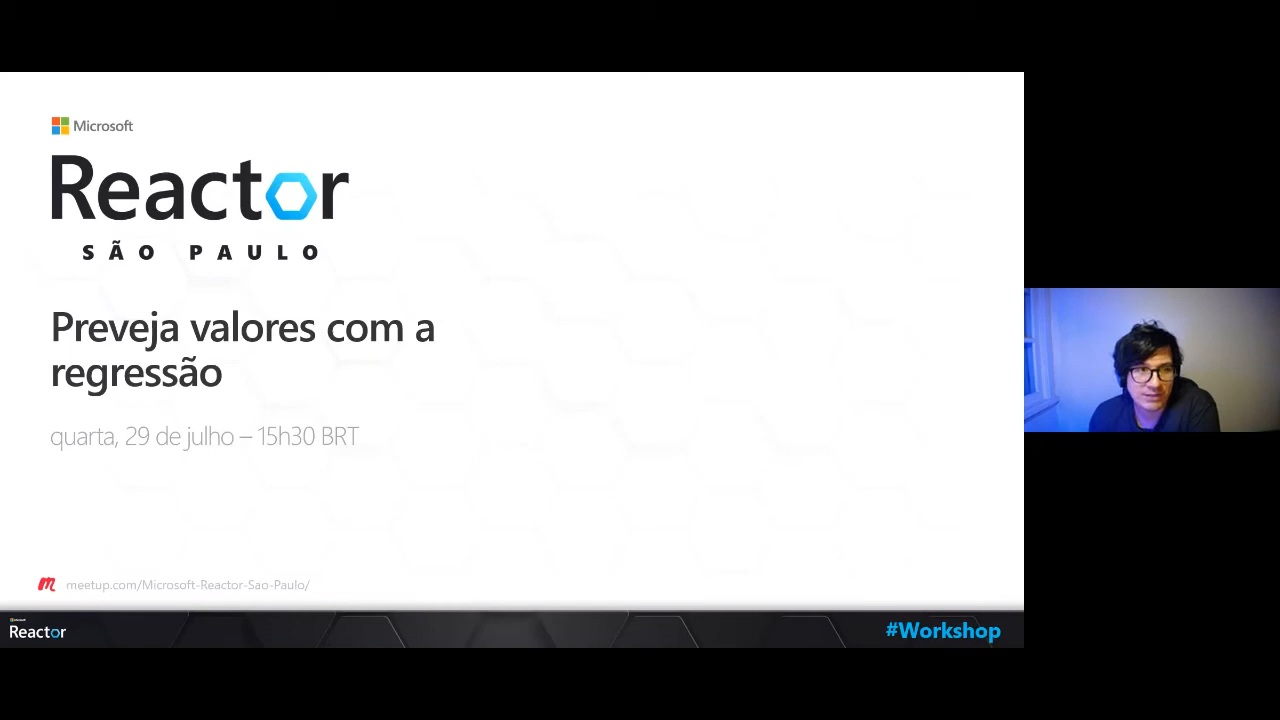 Microsoft
Reactor
SÃO PAULO
Preveja valores com a
regressão
quarta, 29 de julho – 15h30 BRT
meetup.com/Microsoft-Reactor-Sao-Paulo/
Reactor
#Workshop